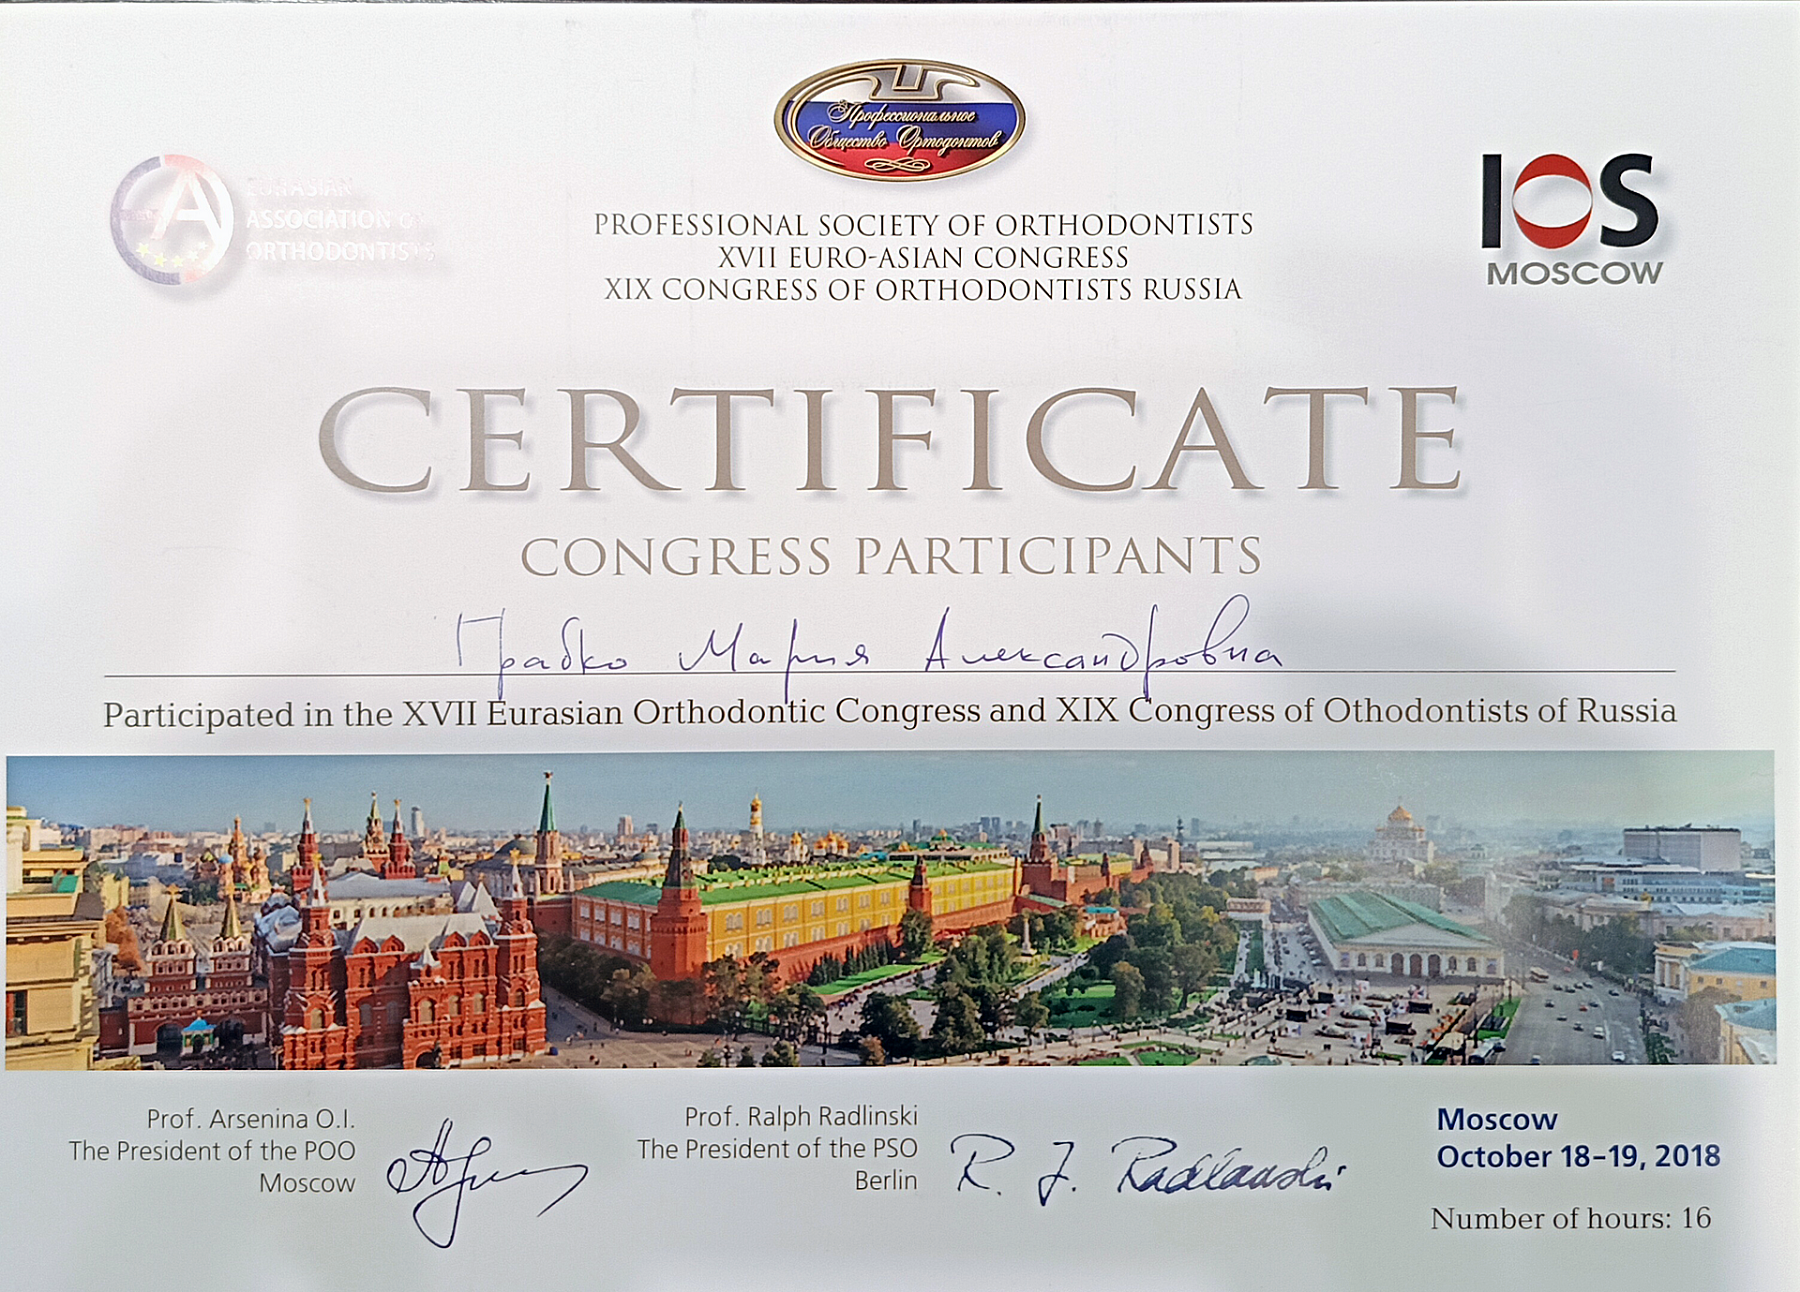 Профессиональное
Общество Ортодонтов
EURASIAN
ASSOCIATION OF
ORTHODONTISTS
IOS
MOSCOW
PROFESSIONAL SOCIETY OF ORTHODONTISTS
XVII EURO-ASIAN CONGRESS
XIX CONGRESS OF ORTHODONTISTS RUSSIA
CERTIFICATE
CONGRESS PARTICIPANTS
Грабко Мария Александровна
Participated in the XVII Eurasian Orthodontic Congress and XIX Congress of Othodontists of Russia
Prof. Arsenina O.I.
The President of the POO
Moscow
Prof. Ralph Radlinski
The President of the PSO
Berlin
R. J. Radlanski
Moscow
October 18-19, 2018
Number of hours: 16